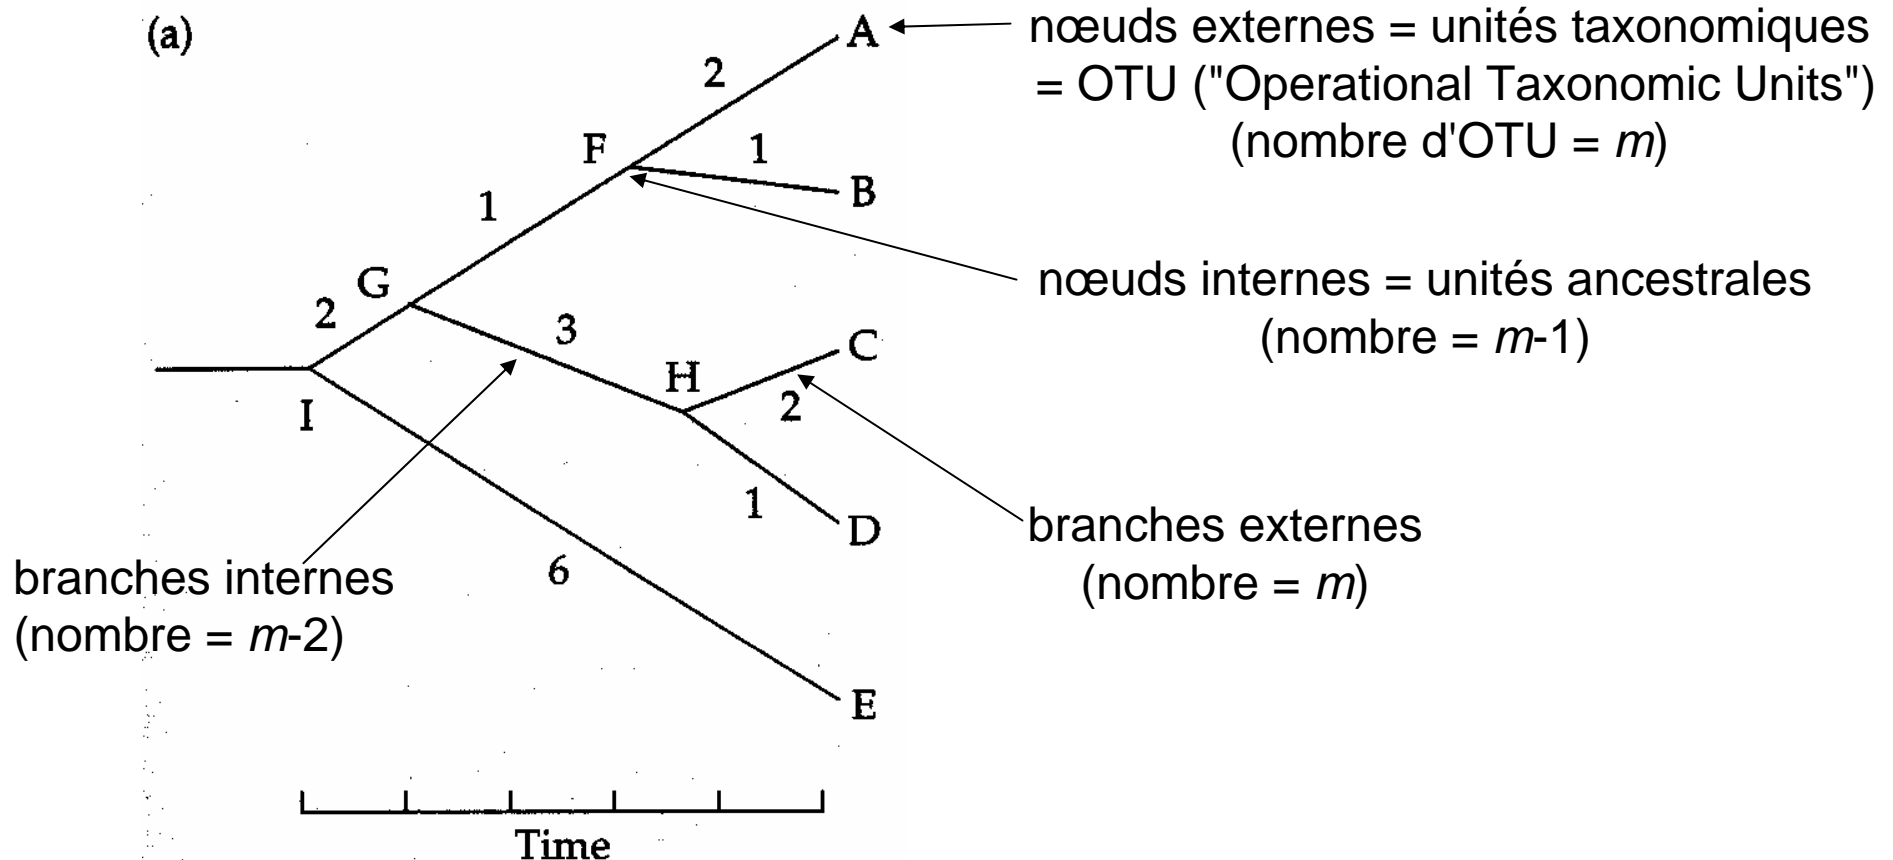 (a)
A
nœuds externes = unités taxonomiques
= OTU ("Operational Taxonomic Units")
(nombre d'OTU = m)
2
F
1
B
1
G
nœuds internes = unités ancestrales
(nombre = m-1)
2
3
C
H
2
I
1
D
branches externes
(nombre = m)
branches internes
(nombre = m-2)
6
E
Time